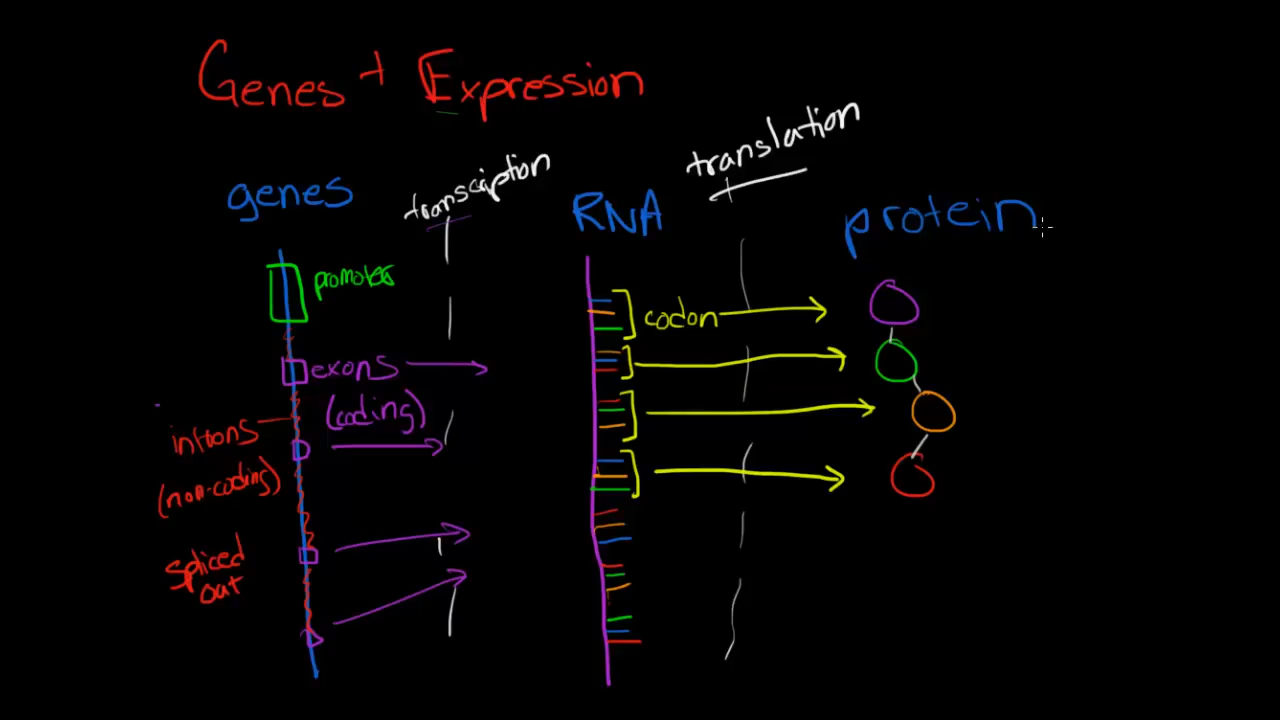 Genes + Expression
genes
transcription
RNA
translation
protein
promoter
exons
(coding)
introns
(non-coding)
spliced
out
codon